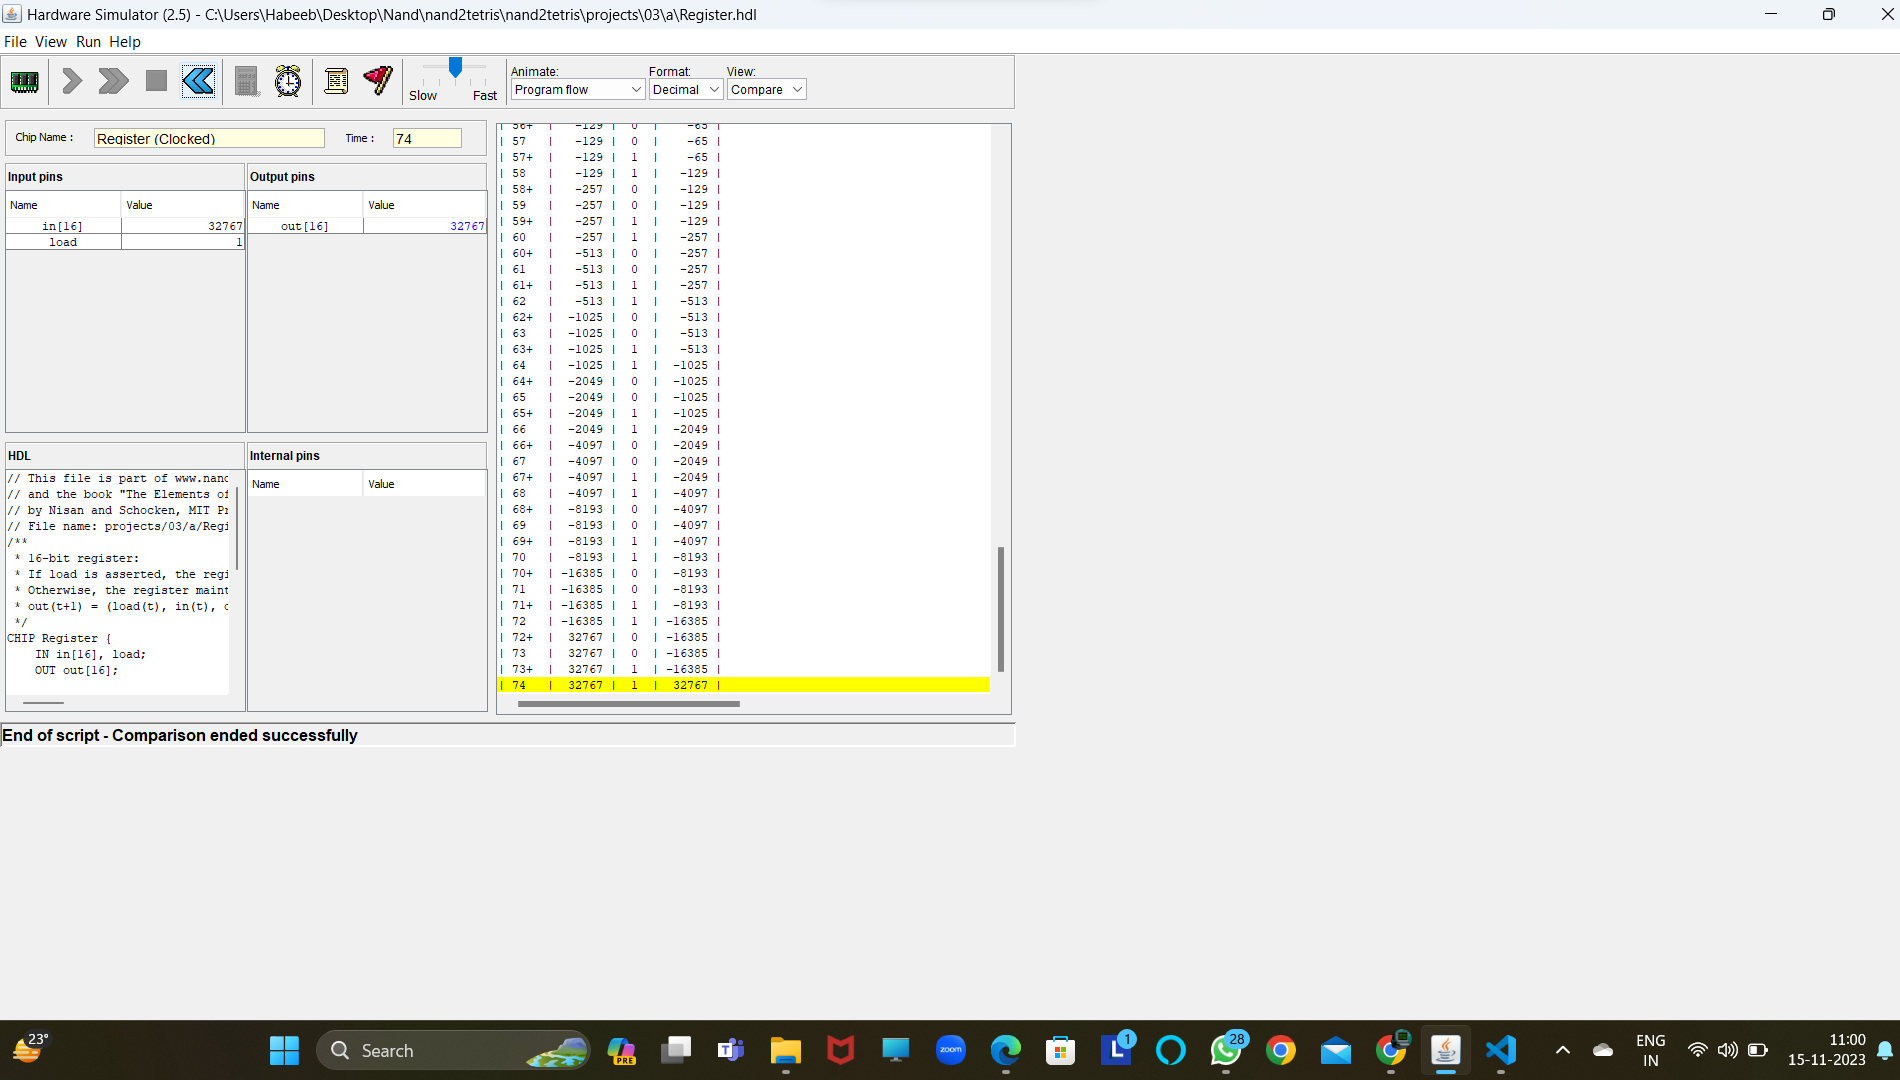 Hardware Simulator (2.5) - C:\Users\Habeeb\Desktop\Nand\nand2tetris\nand2tetris\projects\03\a\Register.hdl
File View Run Help
Slow Fast
Animate: Format: View:
Program flow Decimal Compare
Chip Name : Register (Clocked) Time : 74
Input pins
Name Value
in[16] 32767
load 1
Output pins
Name Value
out[16] 32767
HDL
// This file is part of www.nand
// and the book "The Elements of
// by Nisan and Schocken, MIT Pr
// File name: projects/03/a/Regi
/**
* 16-bit register:
* If load is asserted, the regi
* Otherwise, the register maint
* out(t+1) = (load(t), in(t), o
*/
CHIP Register {
IN in[16], load;
OUT out[16];
Internal pins
Name Value
| 56+ | -129 | 0 | -65 |
| 57 | -129 | 0 | -65 |
| 57+ | -129 | 1 | -65 |
| 58 | -129 | 1 | -129 |
| 58+ | -257 | 0 | -129 |
| 59 | -257 | 0 | -129 |
| 59+ | -257 | 1 | -129 |
| 60 | -257 | 1 | -257 |
| 60+ | -513 | 0 | -257 |
| 61 | -513 | 0 | -257 |
| 61+ | -513 | 1 | -257 |
| 62 | -513 | 1 | -513 |
| 62+ | -1025 | 0 | -513 |
| 63 | -1025 | 0 | -513 |
| 63+ | -1025 | 1 | -513 |
| 64 | -1025 | 1 | -1025 |
| 64+ | -2049 | 0 | -1025 |
| 65 | -2049 | 0 | -1025 |
| 65+ | -2049 | 1 | -1025 |
| 66 | -2049 | 1 | -2049 |
| 66+ | -4097 | 0 | -2049 |
| 67 | -4097 | 0 | -2049 |
| 67+ | -4097 | 1 | -2049 |
| 68 | -4097 | 1 | -4097 |
| 68+ | -8193 | 0 | -4097 |
| 69 | -8193 | 0 | -4097 |
| 69+ | -8193 | 1 | -4097 |
| 70 | -8193 | 1 | -8193 |
| 70+ | -16385 | 0 | -8193 |
| 71 | -16385 | 0 | -8193 |
| 71+ | -16385 | 1 | -8193 |
| 72 | -16385 | 1 | -16385 |
| 72+ | 32767 | 0 | -16385 |
| 73 | 32767 | 0 | -16385 |
| 73+ | 32767 | 1 | -16385 |
| 74 | 32767 | 1 | 32767 |
End of script - Comparison ended successfully
23°
Search
PRE
zoom
L 1
28
ENG
IN
11:00
15-11-2023